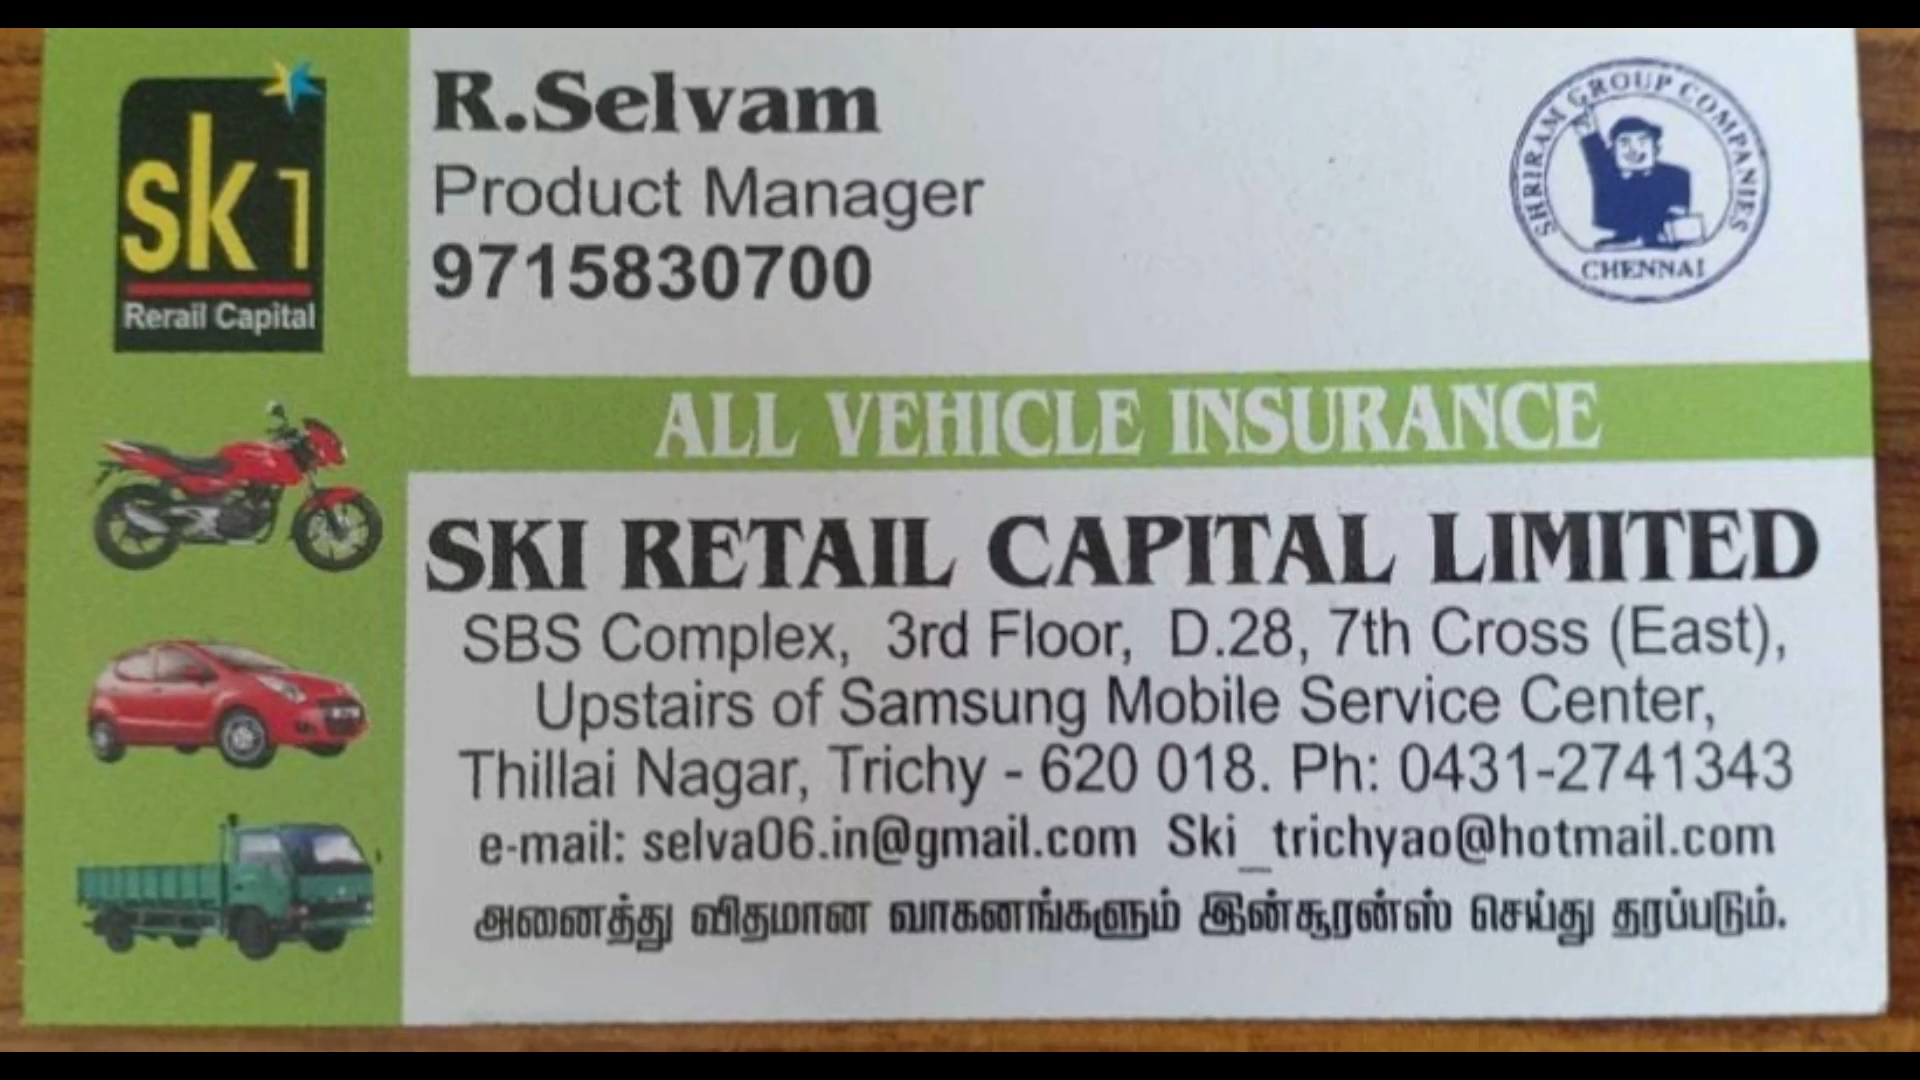 sk1
Rerail Capital
R.Selvam
Product Manager
9715830700
SHRIRAM GROUP COMPANIES
CHENNAI
ALL VEHICLE INSURANCE
SKI RETAIL CAPITAL LIMITED
SBS Complex, 3rd Floor, D.28, 7th Cross (East),
Upstairs of Samsung Mobile Service Center,
Thillai Nagar, Trichy - 620 018. Ph: 0431-2741343
e-mail: selva06.in@gmail.com Ski_trichyao@hotmail.com
அனைத்து விதமான வாகனங்களும் இன்சூரன்ஸ் செய்து தரப்படும்.